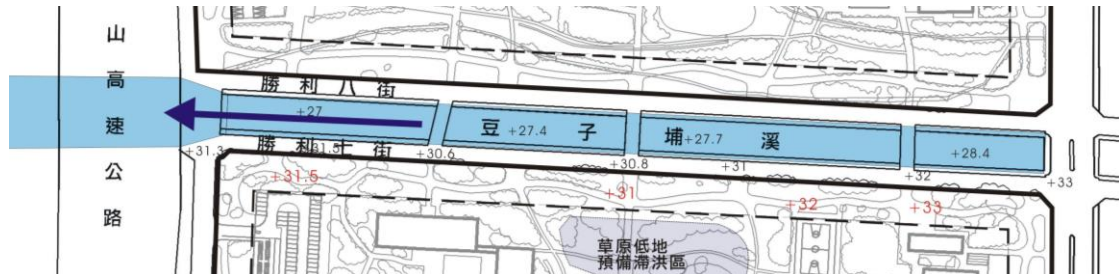 山高速公路
勝利八街
+27
豆子埔溪
+27.4
+27.7
+28.4
勝利七街
+31.3
+31.5
+30.6
+30.8
+31
+32
+33
+31.5
+31
+32
+33
草原低地
預備滯洪區